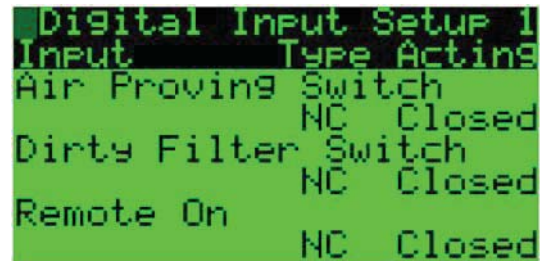 Digital Input Setup 1
Input Type Acting
Air Proving Switch
NC Closed
Dirty Filter Switch
NC Closed
Remote On
NC Closed